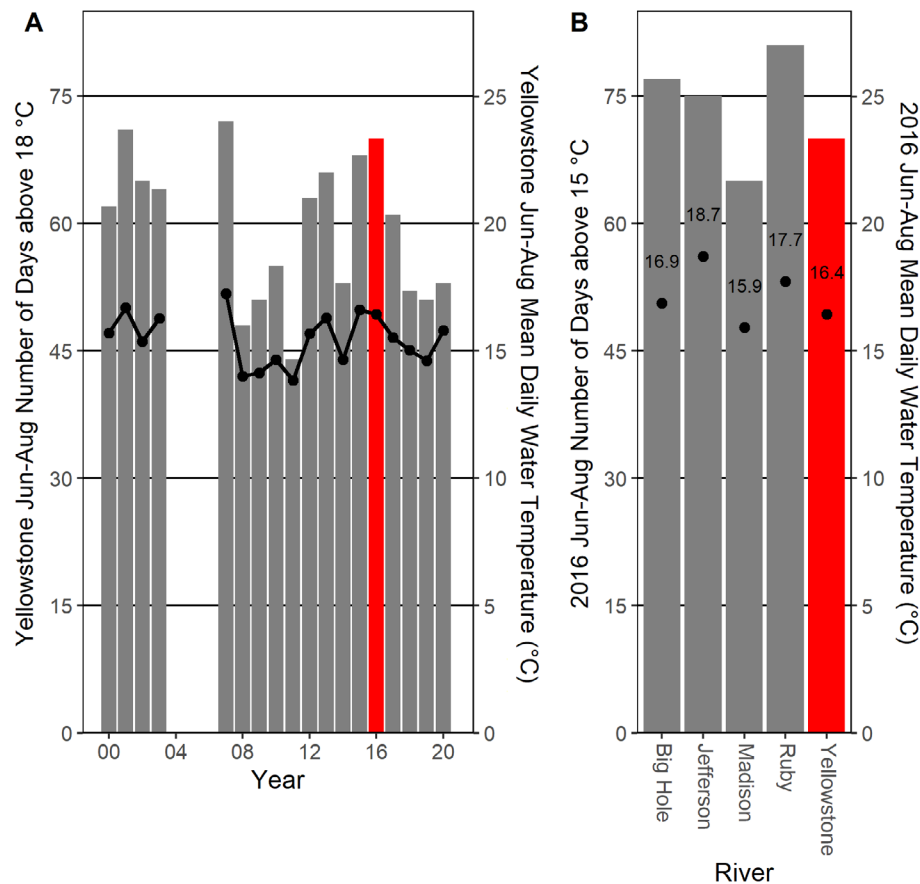 A
Yellowstone Jun-Aug Number of Days above 18 °C
75
60
45
30
15
0
00 04 08 12 16 20
Year
25
20
15
10
5
0
Yellowstone Jun-Aug Mean Daily Water Temperature (°C)
B
2016 Jun-Aug Number of Days above 15 °C
75
60
45
30
15
0
16.9
18.7
15.9
17.7
16.4
Big Hole
Jefferson
Madison
Ruby
Yellowstone
River
25
20
15
10
5
0
2016 Jun-Aug Mean Daily Water Temperature (°C)